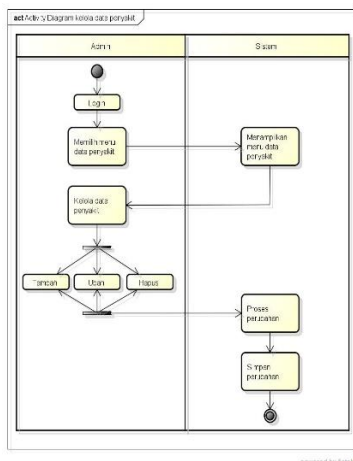 act Activity Diagram kelola data penyakit
Admin
Sistem
Login
Memilih menu
data penyakit
Menampilkan
menu data
penyakit
Kelola data
penyakit
Tambah
Ubah
Hapus
Proses
perubahan
Simpan
perubahan